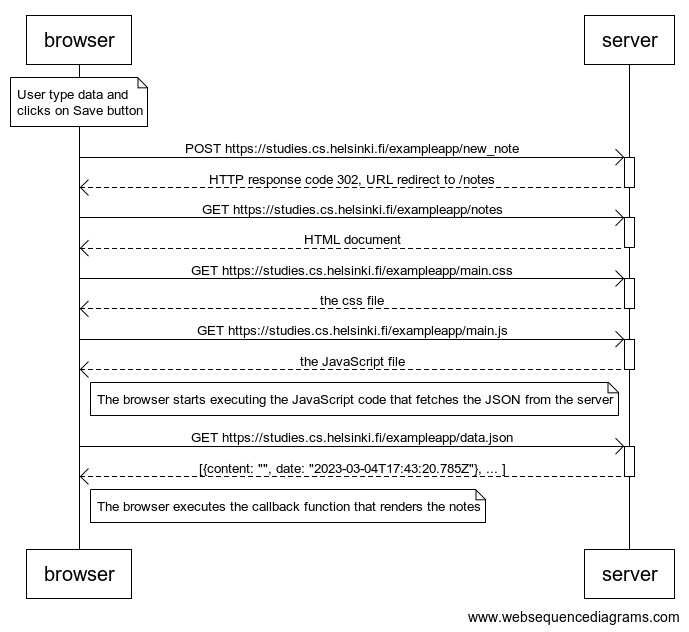 browser
server
User type data and
clicks on Save button
POST https://studies.cs.helsinki.fi/exampleapp/new_note
HTTP response code 302, URL redirect to /notes
GET https://studies.cs.helsinki.fi/exampleapp/notes
HTML document
GET https://studies.cs.helsinki.fi/exampleapp/main.css
the css file
GET https://studies.cs.helsinki.fi/exampleapp/main.js
the JavaScript file
The browser starts executing the JavaScript code that fetches the JSON from the server
GET https://studies.cs.helsinki.fi/exampleapp/data.json
[{content: "", date: "2023-03-04T17:43:20.785Z"}, ... ]
The browser executes the callback function that renders the notes
browser
server
www.websequencediagrams.com